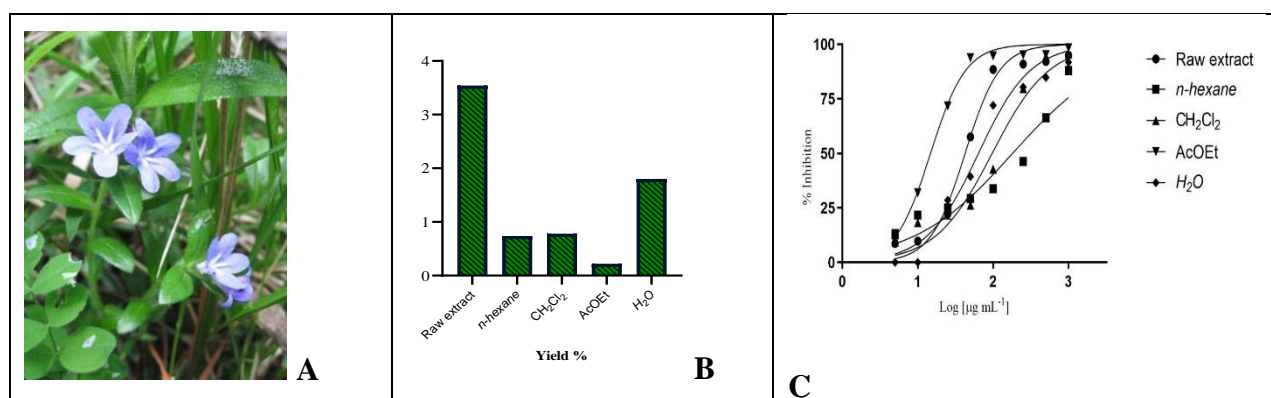 A
4
3
2
1
0
Raw extract
n-hexane
CH₂Cl₂
AcOEt
H₂O
Yield %
B
100
75
50
25
0
% Inhibition
0
1
2
3
Log [µg mL⁻¹]
Raw extract
n-hexane
CH₂Cl₂
AcOEt
H₂O
C